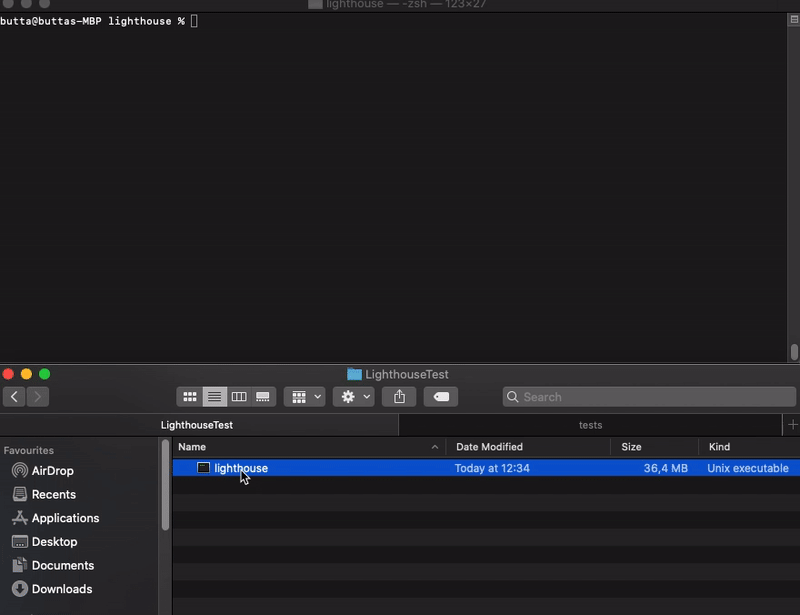 lighthouse — -zsh — 123×27
butta@buttas-MBP lighthouse %
LighthouseTest
Search
LighthouseTest tests
Favourites
Name Date Modified Size Kind
lighthouse Today at 12:34 36,4 MB Unix executable
AirDrop
Recents
Applications
Desktop
Documents
Downloads